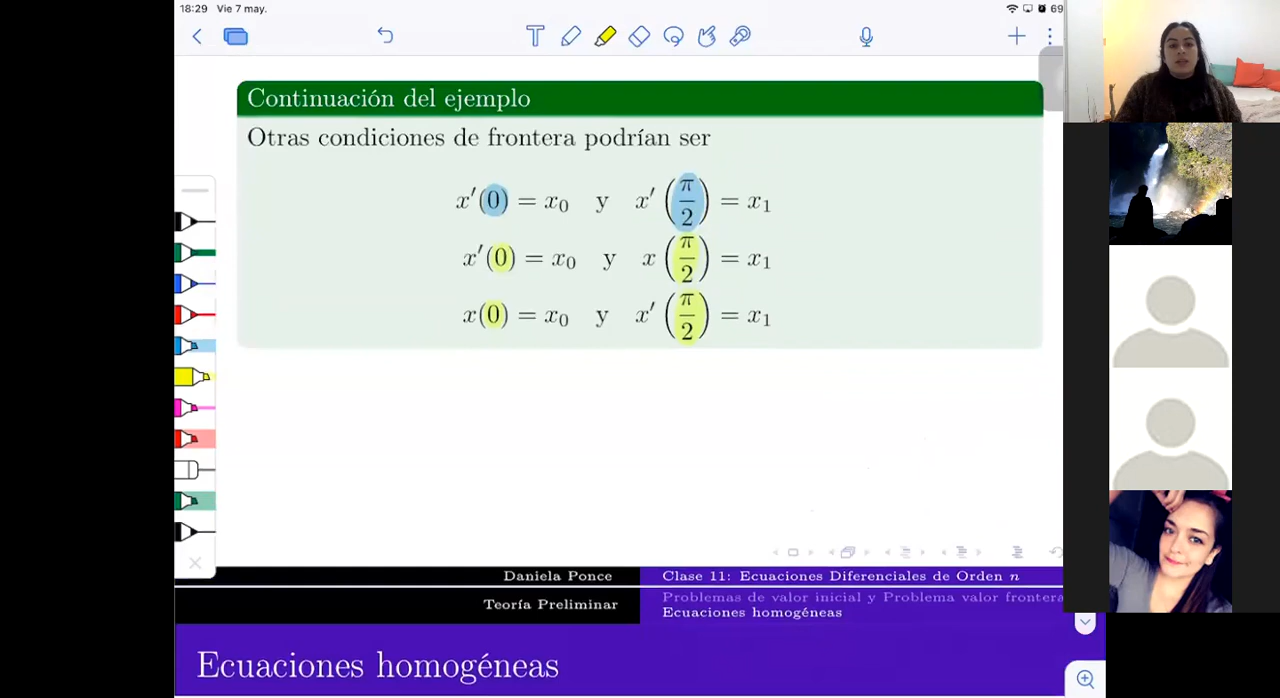 18:29 Vie 7 may.
69
Continuación del ejemplo
Otras condiciones de frontera podrían ser
x′(0) = x₀ y x′(π/2) = x₁
x′(0) = x₀ y x(π/2) = x₁
x(0) = x₀ y x′(π/2) = x₁
Daniela Ponce
Clase 11: Ecuaciones Diferenciales de Orden n
Teoría Preliminar
Problemas de valor inicial y Problema valor frontera
Ecuaciones homogéneas
Ecuaciones homogéneas